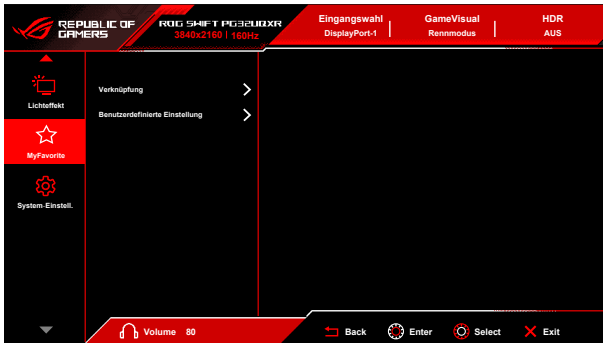 REPUBLIC OF
GAMERS
ROG SWIFT PG32UQXR
3840x2160 | 160Hz
Eingangswahl
DisplayPort-1
GameVisual
Rennmodus
HDR
AUS
Lichteffekt
MyFavorite
System-Einstell.
Verknüpfung
Benutzerdefinierte Einstellung
Volume 80
Back
Enter
Select
Exit